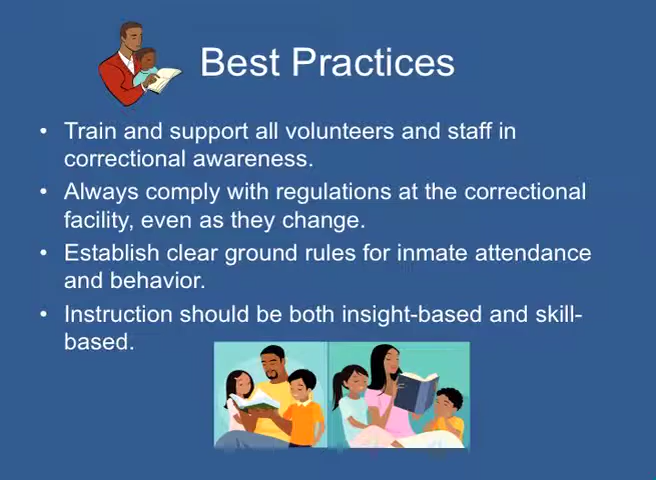 Best Practices
• Train and support all volunteers and staff in
correctional awareness.
• Always comply with regulations at the correctional
facility, even as they change.
• Establish clear ground rules for inmate attendance
and behavior.
• Instruction should be both insight-based and skill-
based.